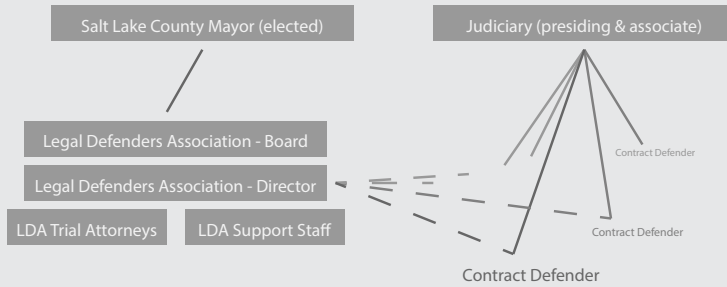 Salt Lake County Mayor (elected)
Judiciary (presiding & associate)
Legal Defenders Association - Board
Contract Defender
Legal Defenders Association - Director
LDA Trial Attorneys
LDA Support Staff
Contract Defender
Contract Defender